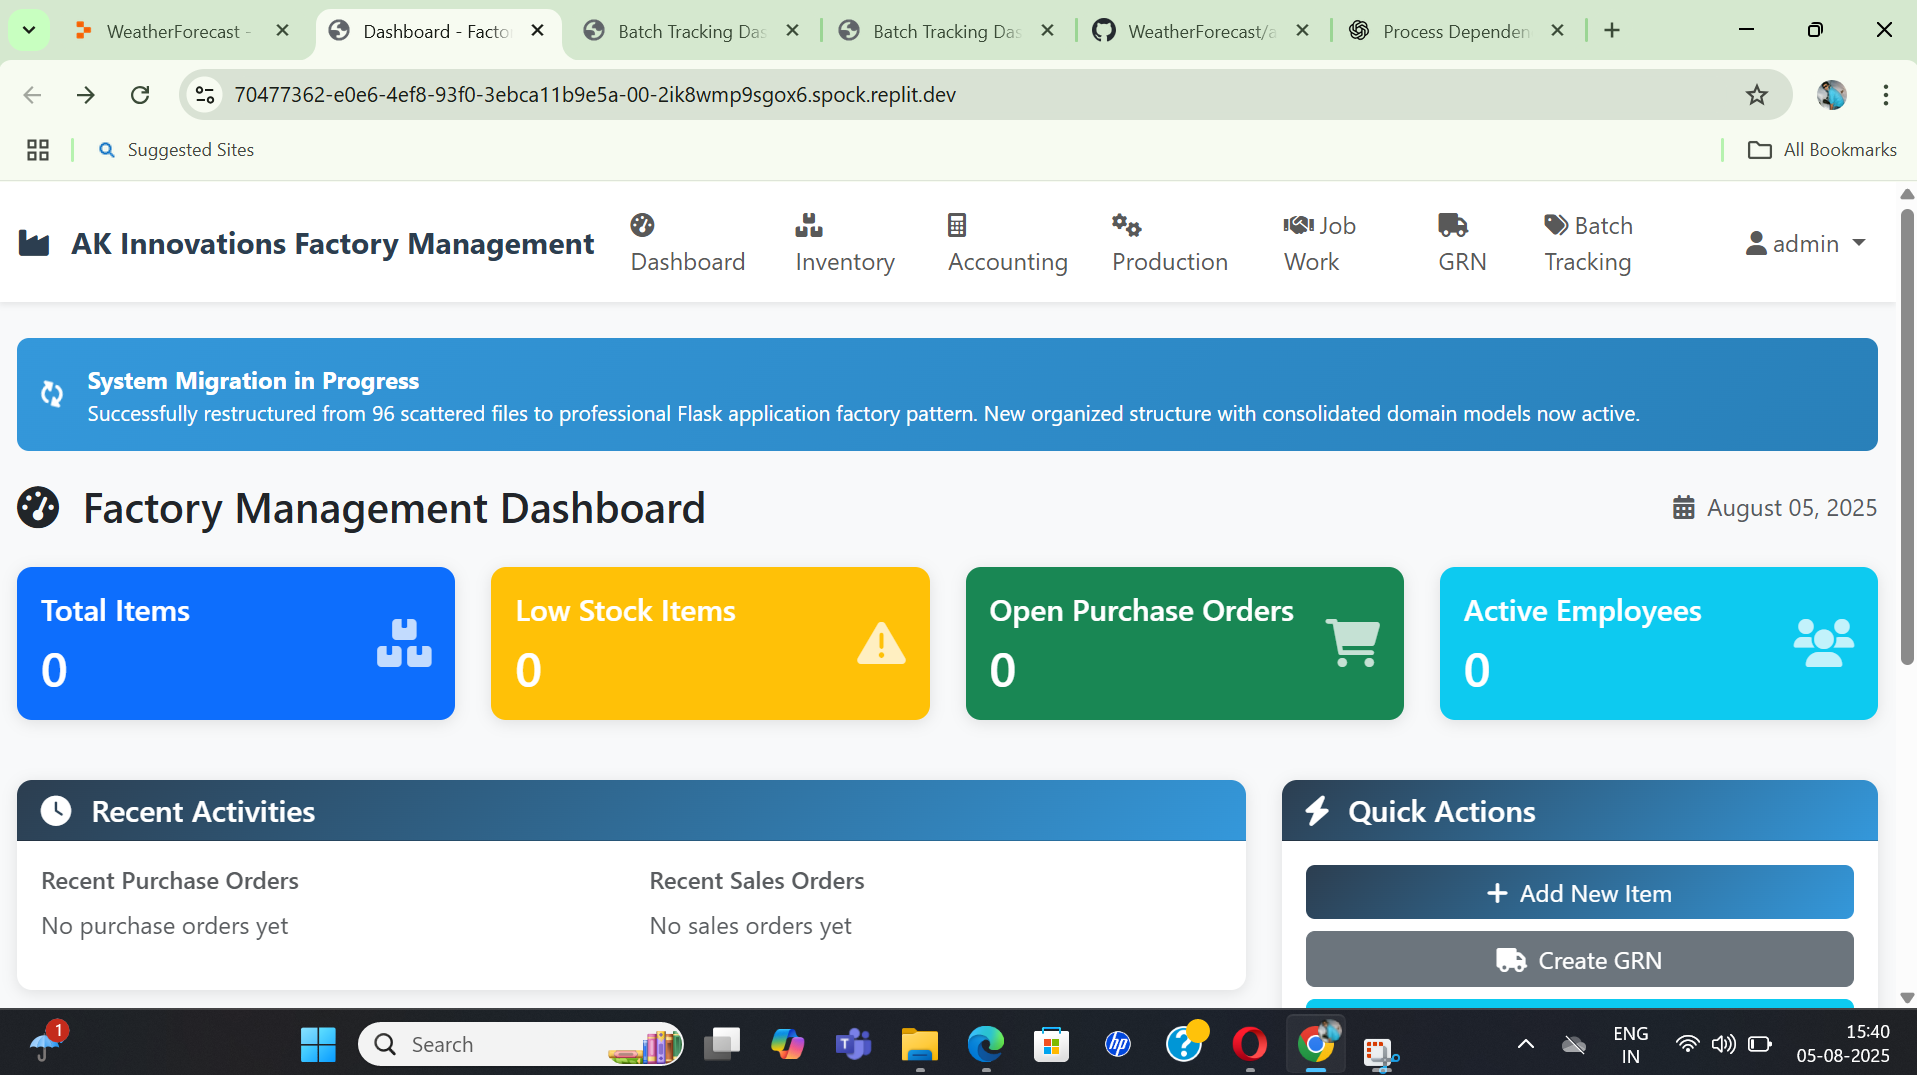 WeatherForecast -
Dashboard - Facto
Batch Tracking Das
Batch Tracking Das
WeatherForecast/a
Process Dependen
70477362-e0e6-4ef8-93f0-3ebca11b9e5a-00-2ik8wmp9sgox6.spock.replit.dev
Suggested Sites
All Bookmarks
AK Innovations Factory Management
Dashboard
Inventory
Accounting
Production
Job
Work
GRN
Batch
Tracking
admin
System Migration in Progress
Successfully restructured from 96 scattered files to professional Flask application factory pattern. New organized structure with consolidated domain models now active.
Factory Management Dashboard
August 05, 2025
Total Items
0
Low Stock Items
0
Open Purchase Orders
0
Active Employees
0
Recent Activities
Recent Purchase Orders
No purchase orders yet
Recent Sales Orders
No sales orders yet
Quick Actions
Add New Item
Create GRN
1
Search
T
hp
?
ENG
IN
15:40
05-08-2025